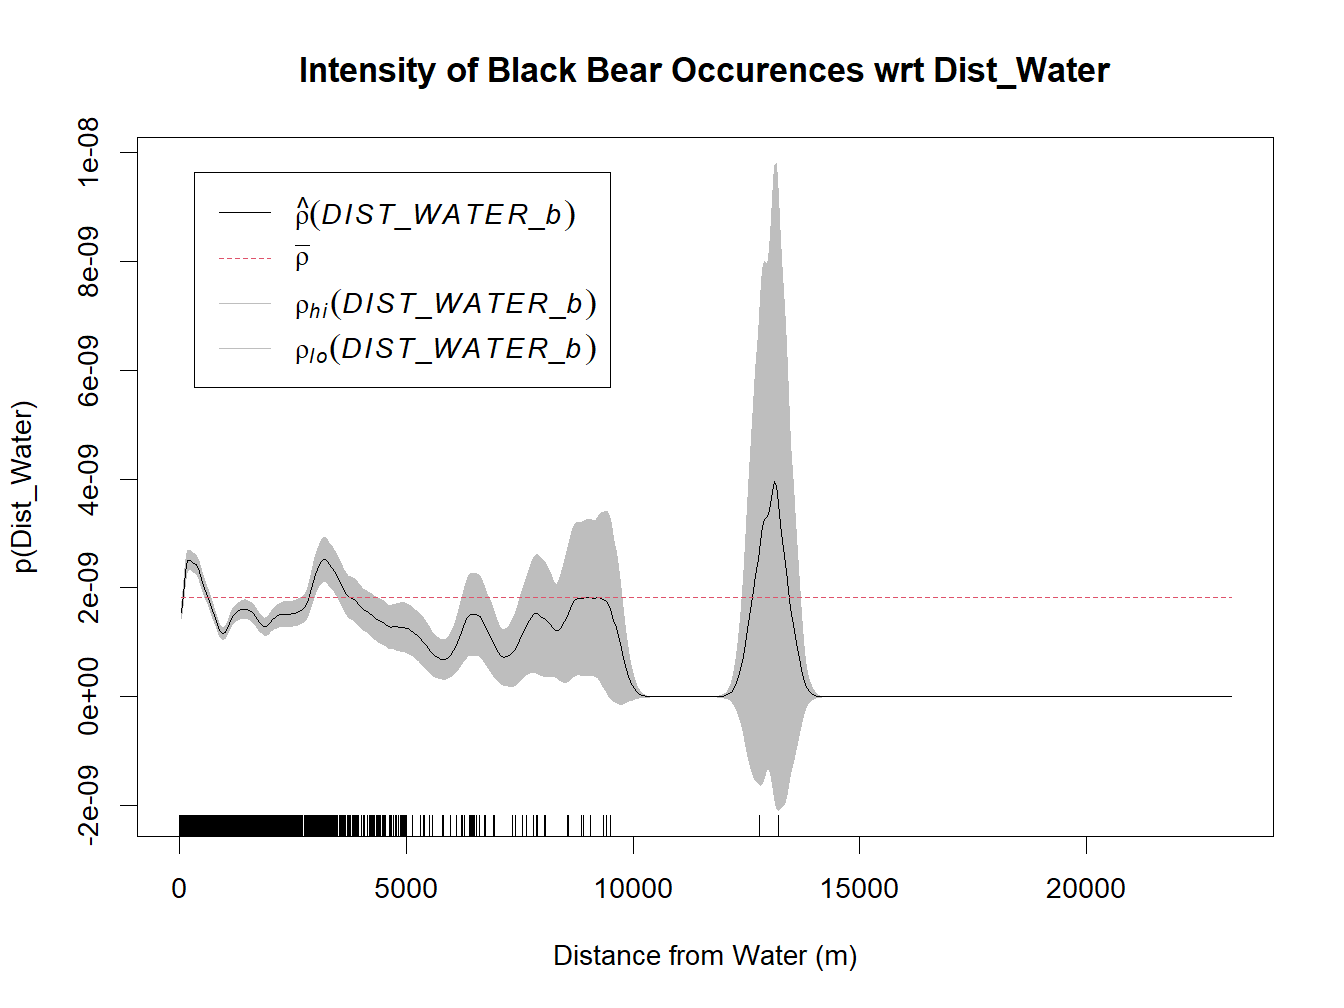 Intensity of Black Bear Occurences wrt Dist_Water
p(Dist_Water)
1e-08
8e-09
6e-09
4e-09
2e-09
0e+00
-2e-09
ρ̂(DIST_WATER_b)
ρ̅
ρhi(DIST_WATER_b)
ρlo(DIST_WATER_b)
0 5000 10000 15000 20000
Distance from Water (m)